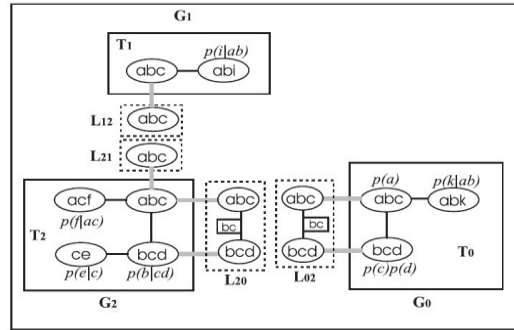 G1
T1
p(i|ab)
abc
abi
L12
abc
L21
abc
acf
abc
abc
abc
p(a)
p(k|ab)
abc
abk
p(f|ac)
bc
bc
T2
T0
ce
bcd
bcd
bcd
bcd
p(e|c)
p(b|cd)
p(c)p(d)
G2
L20
L02
G0